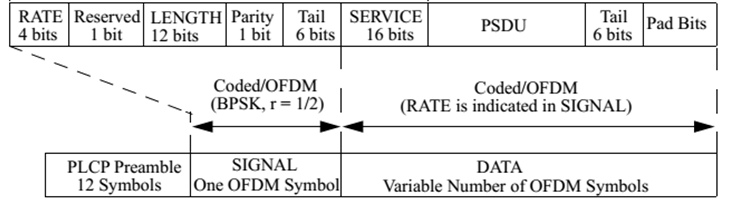 RATE Reserved LENGTH Parity Tail SERVICE PSDU Tail Pad Bits
4 bits 1 bit 12 bits 1 bit 6 bits 16 bits 6 bits
Coded/OFDM Coded/OFDM
(BPSK, r = 1/2) (RATE is indicated in SIGNAL)
PLCP Preamble SIGNAL DATA
12 Symbols One OFDM Symbol Variable Number of OFDM Symbols